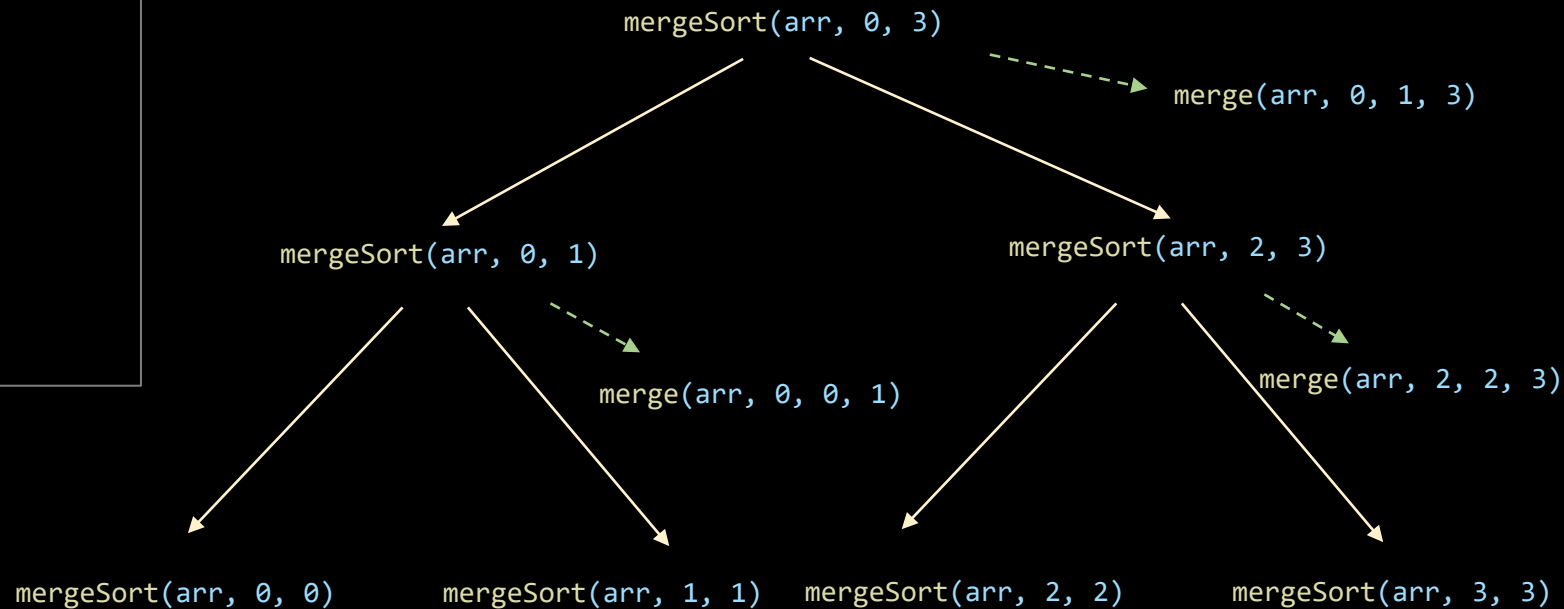 mergeSort(arr, 0, 3)
merge(arr, 0, 1, 3)
mergeSort(arr, 0, 1)
mergeSort(arr, 2, 3)
merge(arr, 0, 0, 1)
merge(arr, 2, 2, 3)
mergeSort(arr, 0, 0)
mergeSort(arr, 1, 1)
mergeSort(arr, 2, 2)
mergeSort(arr, 3, 3)